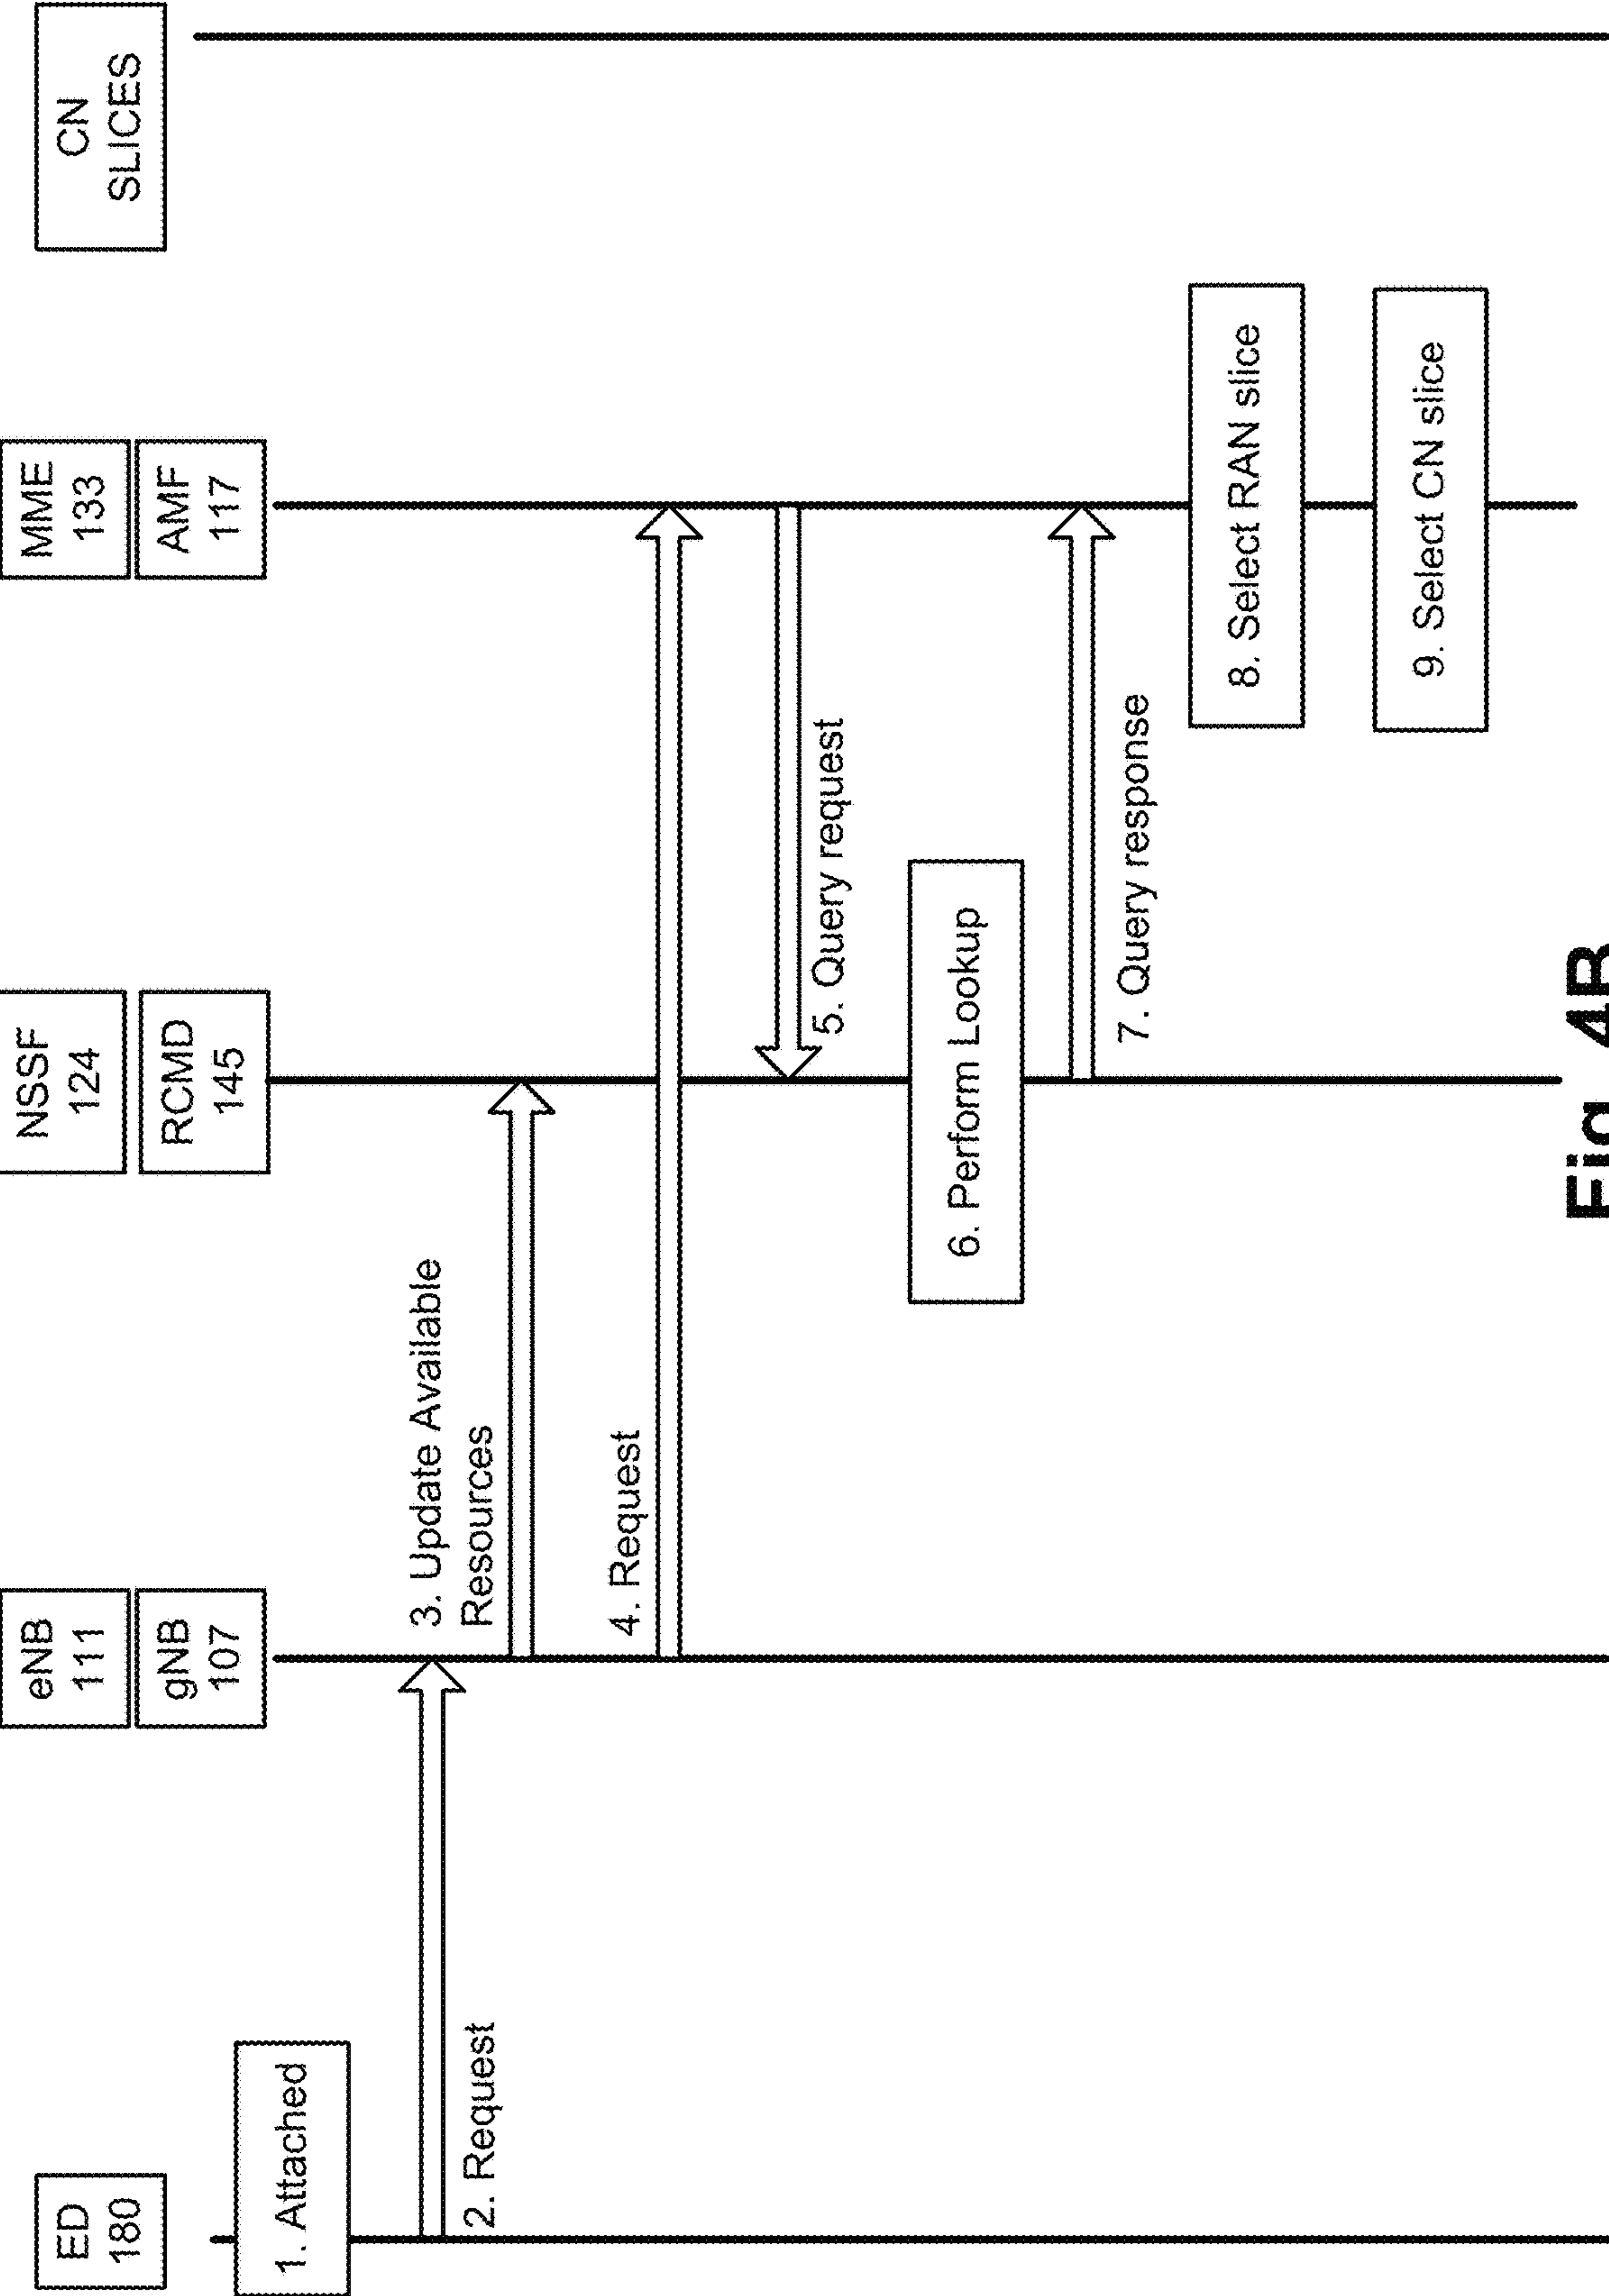 ED
180
eNB
111
gNB
107
NSSF
124
RCMD
145
MME
133
AMF
117
CN
SLICES
1. Attached
2. Request
3. Update Available
Resources
4. Request
5. Query request
6. Perform Lookup
7. Query response
8. Select RAN slice
9. Select CN slice
Fig. 4B